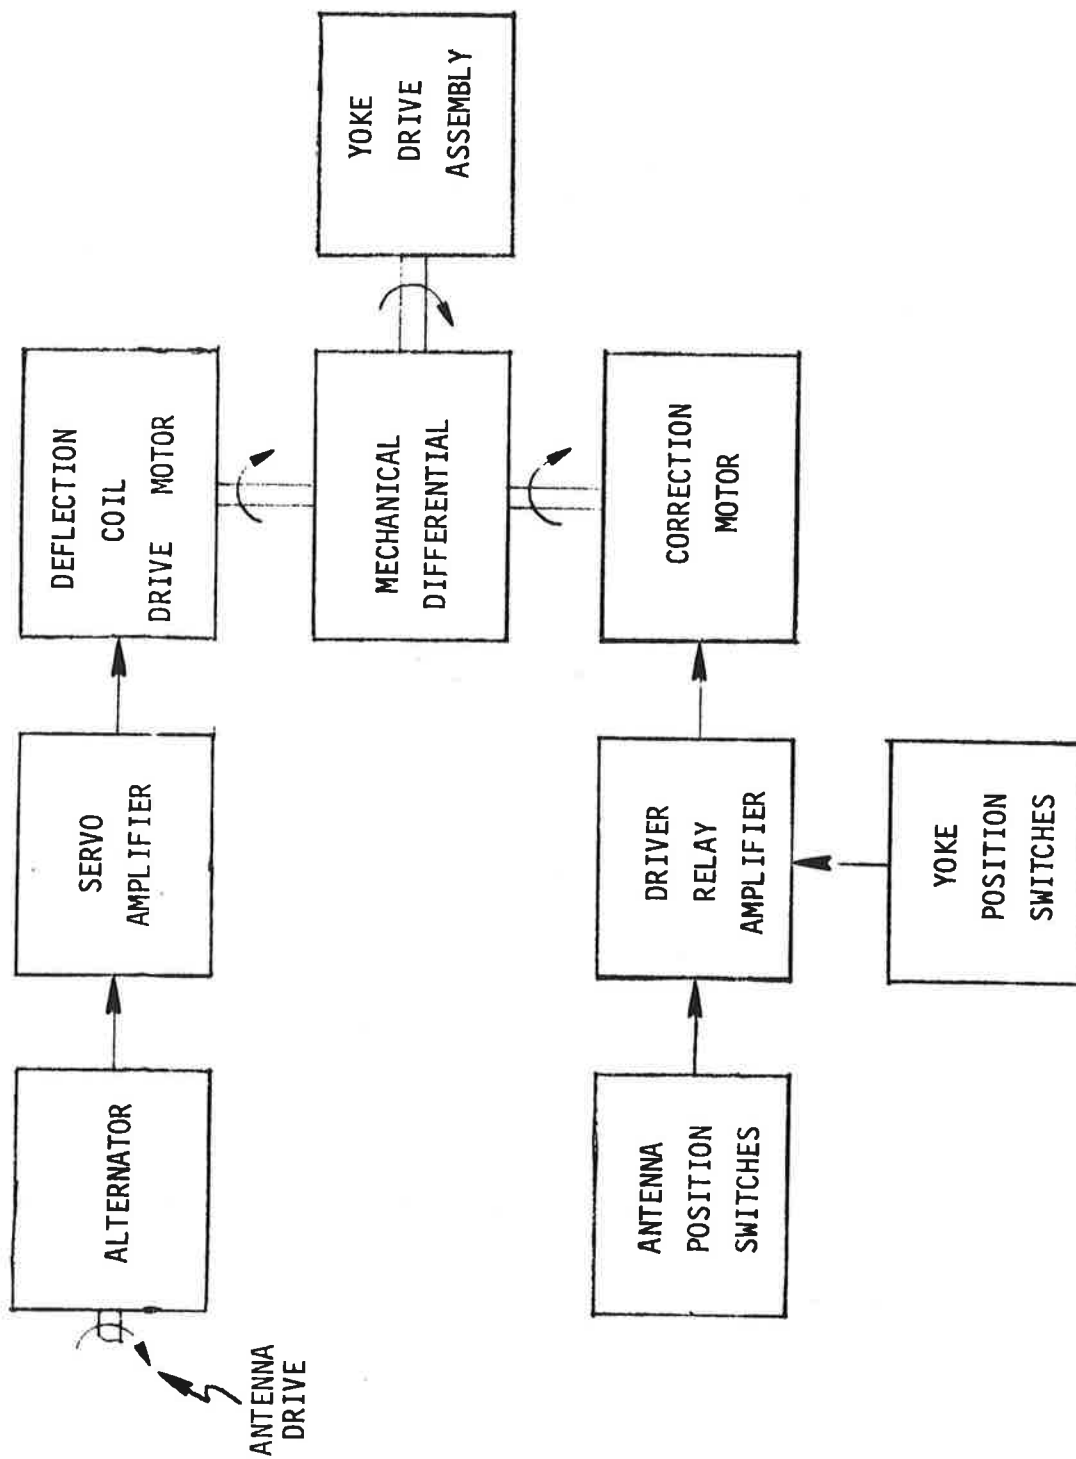 ANTENNA
DRIVE
ALTERNATOR
SERVO
AMPLIFIER
DEFLECTION
COIL
DRIVE MOTOR
MECHANICAL
DIFFERENTIAL
YOKE
DRIVE
ASSEMBLY
ANTENNA
POSITION
SWITCHES
DRIVER
RELAY
AMPLIFIER
CORRECTION
MOTOR
YOKE
POSITION
SWITCHES